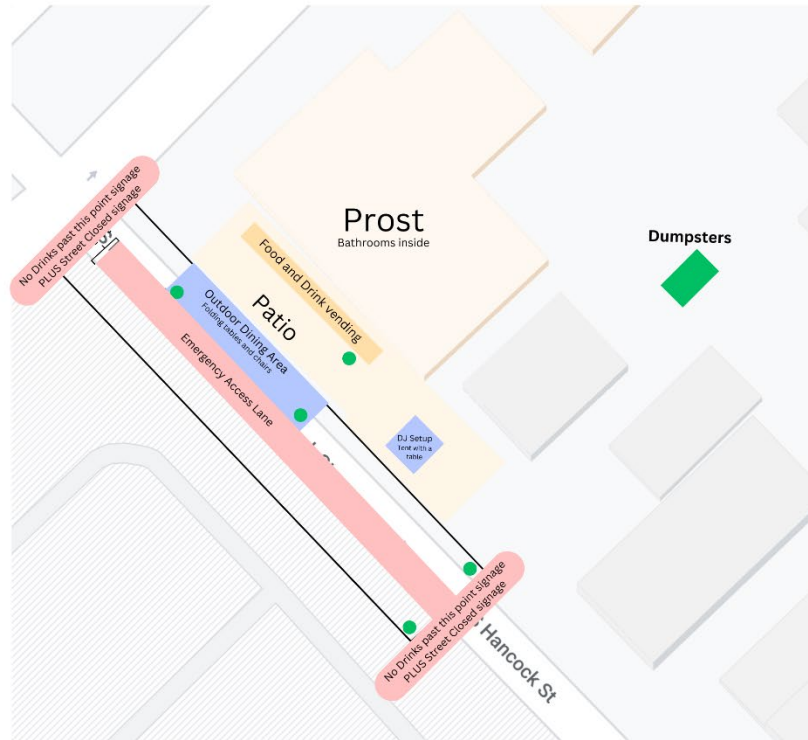 No Drinks past this point signage
PLUS Street Closed signage
Prost
Bathrooms inside
Dumpsters
Food and Drink vending
Patio
Outdoor Dining Area
Folding tables and chairs
Emergency Access Lane
DJ Setup
Tent with a
table
No Drinks past this point signage
PLUS Street Closed signage
Hancock St